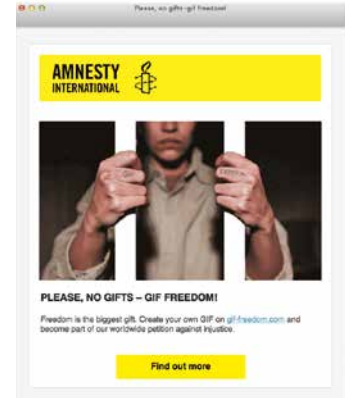 Please, no gifts-gif freedom!
AMNESTY
INTERNATIONAL
PLEASE, NO GIFTS – GIF FREEDOM!
Freedom is the biggest gift. Create your own GIF on gif-freedom.com and
become part of our worldwide petition against injustice.
Find out more